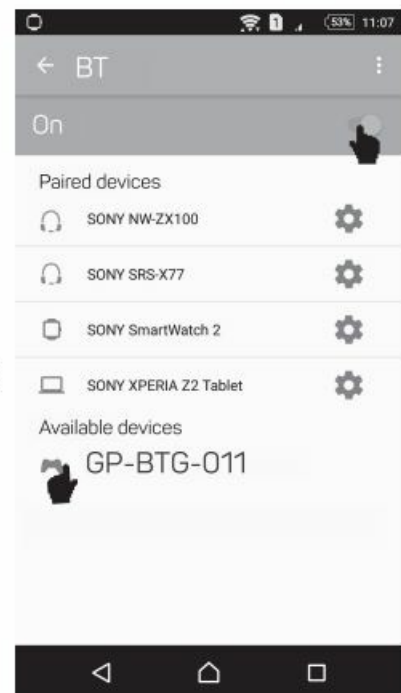 1 53% 11:07
BT
On
Paired devices
SONY NW-ZX100
SONY SRS-X77
SONY SmartWatch 2
SONY XPERIA Z2 Tablet
Available devices
GP-BTG-011